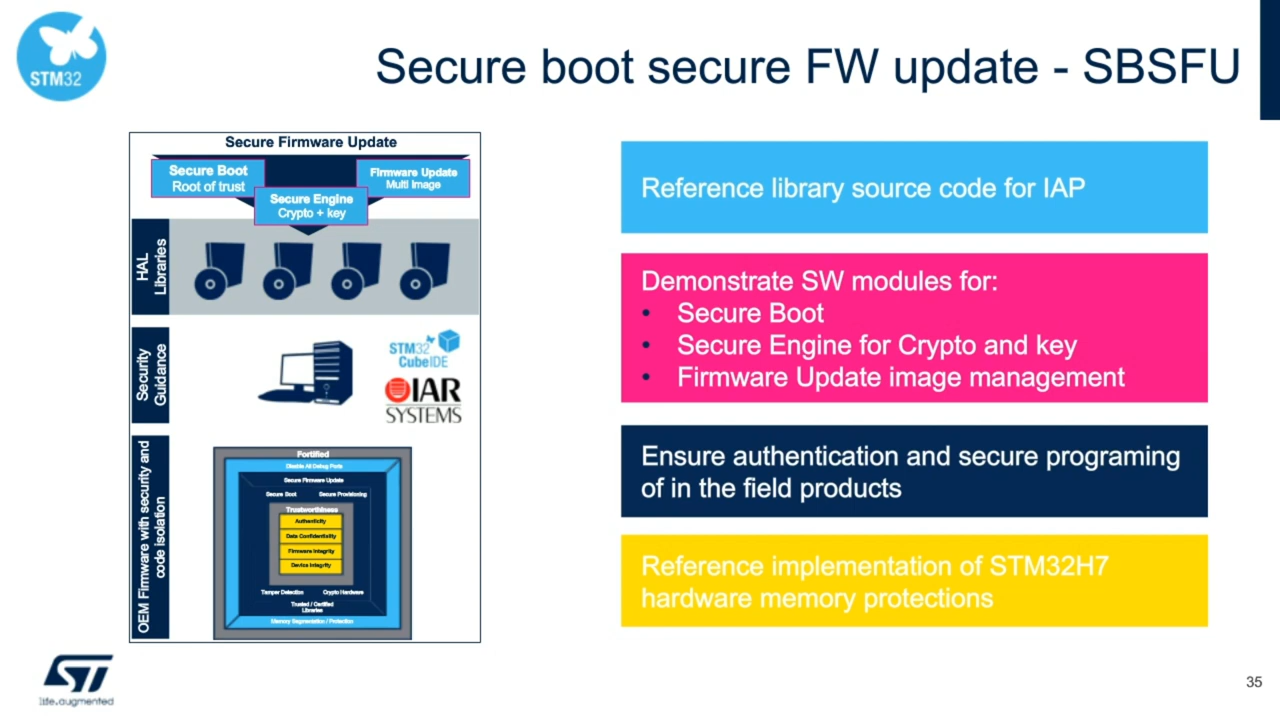 STM32
Secure boot secure FW update - SBSFU
Secure Firmware Update
Secure Boot
Root of trust
Firmware Update
Multi Image
Secure Engine
Crypto + key
HAL
Libraries
Security
Guidance
STM32
CubeIDE
IAR
SYSTEMS
OEM Firmware with security and
code isolation
Fortified
Disable All Debug Ports
Secure Firmware Update
Secure Boot
Secure Provisioning
Trustworthiness
Authenticity
Data Confidentiality
Firmware Integrity
Device Integrity
Tamper Detection
Crypto Hardware
Trusted / Certified
Libraries
Memory Segmentation / Protection
Reference library source code for IAP
Demonstrate SW modules for:
• Secure Boot
• Secure Engine for Crypto and key
• Firmware Update image management
Ensure authentication and secure programing
of in the field products
Reference implementation of STM32H7
hardware memory protections
ST
life.augmented
35